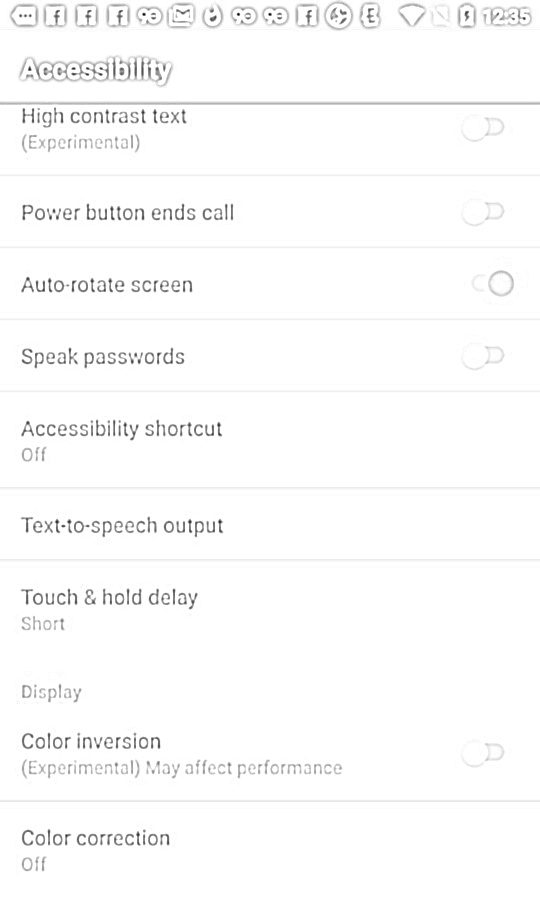 12:35
Accessibility
High contrast text
(Experimental)
Power button ends call
Auto-rotate screen
Speak passwords
Accessibility shortcut
Off
Text-to-speech output
Touch & hold delay
Short
Display
Color inversion
(Experimental) May affect performance
Color correction
Off